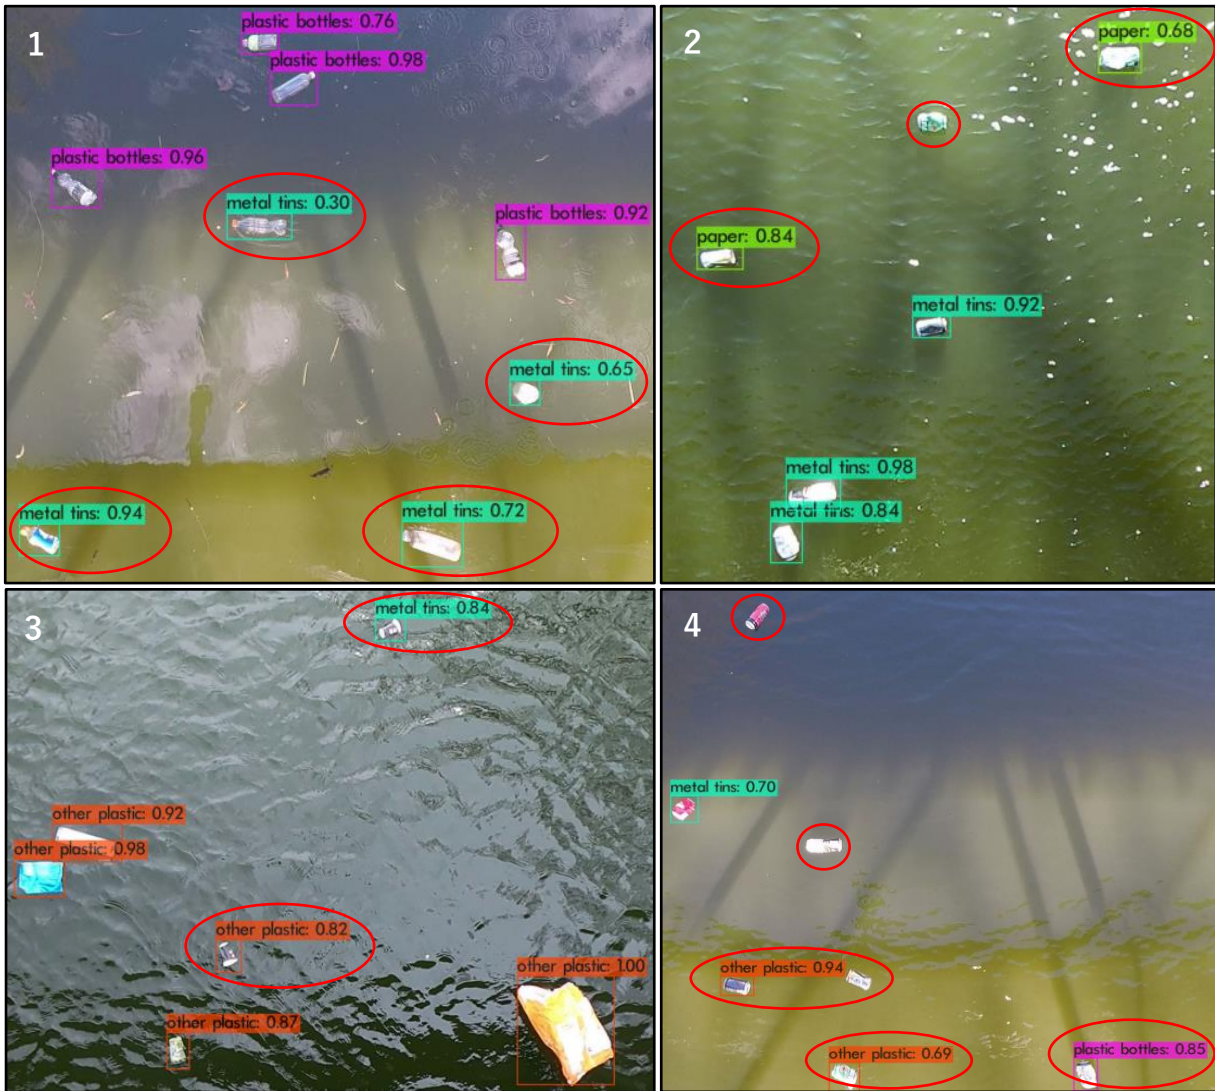 1
plastic bottles: 0.76
plastic bottles: 0.98
plastic bottles: 0.96
metal tins: 0.30
plastic bottles: 0.92
metal tins: 0.65
metal tins: 0.94
metal tins: 0.72
2
paper: 0.68
paper: 0.84
metal tins: 0.92
metal tins: 0.98
metal tins: 0.84
3
metal tins: 0.84
other plastic: 0.92
other plastic: 0.98
other plastic: 0.82
other plastic: 1.00
other plastic: 0.87
4
metal tins: 0.70
other plastic: 0.94
other plastic: 0.69
plastic bottles: 0.85